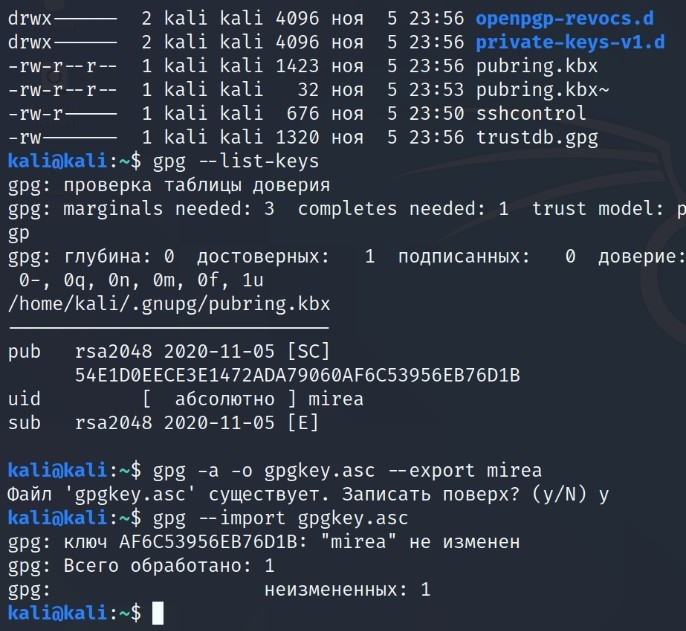 drwx------ 2 kali kali 4096 ноя  5 23:56 openpgp-revocs.d
drwx------ 2 kali kali 4096 ноя  5 23:56 private-keys-v1.d
-rw-r--r-- 1 kali kali 1423 ноя  5 23:56 pubring.kbx
-rw-r--r-- 1 kali kali   32 ноя  5 23:53 pubring.kbx~
-rw-r----- 1 kali kali  676 ноя  5 23:50 sshcontrol
-rw------- 1 kali kali 1320 ноя  5 23:56 trustdb.gpg
kali@kali:~$ gpg --list-keys
gpg: проверка таблицы доверия
gpg: marginals needed: 3  completes needed: 1  trust model: p
gp
gpg: глубина: 0  достоверных:   1  подписанных:   0  доверие:
 0-, 0q, 0n, 0m, 0f, 1u
/home/kali/.gnupg/pubring.kbx
-----------------------------
pub   rsa2048 2020-11-05 [SC]
      54E1D0EECE3E1472ADA79060AF6C53956EB76D1B
uid         [  абсолютно ] mirea
sub   rsa2048 2020-11-05 [E]
kali@kali:~$ gpg -a -o gpgkey.asc --export mirea
Файл 'gpgkey.asc' существует. Записать поверх? (y/N) y
kali@kali:~$ gpg --import gpgkey.asc
gpg: ключ AF6C53956EB76D1B: "mirea" не изменен
gpg: Всего обработано: 1
gpg:                 неизмененных: 1
kali@kali:~$